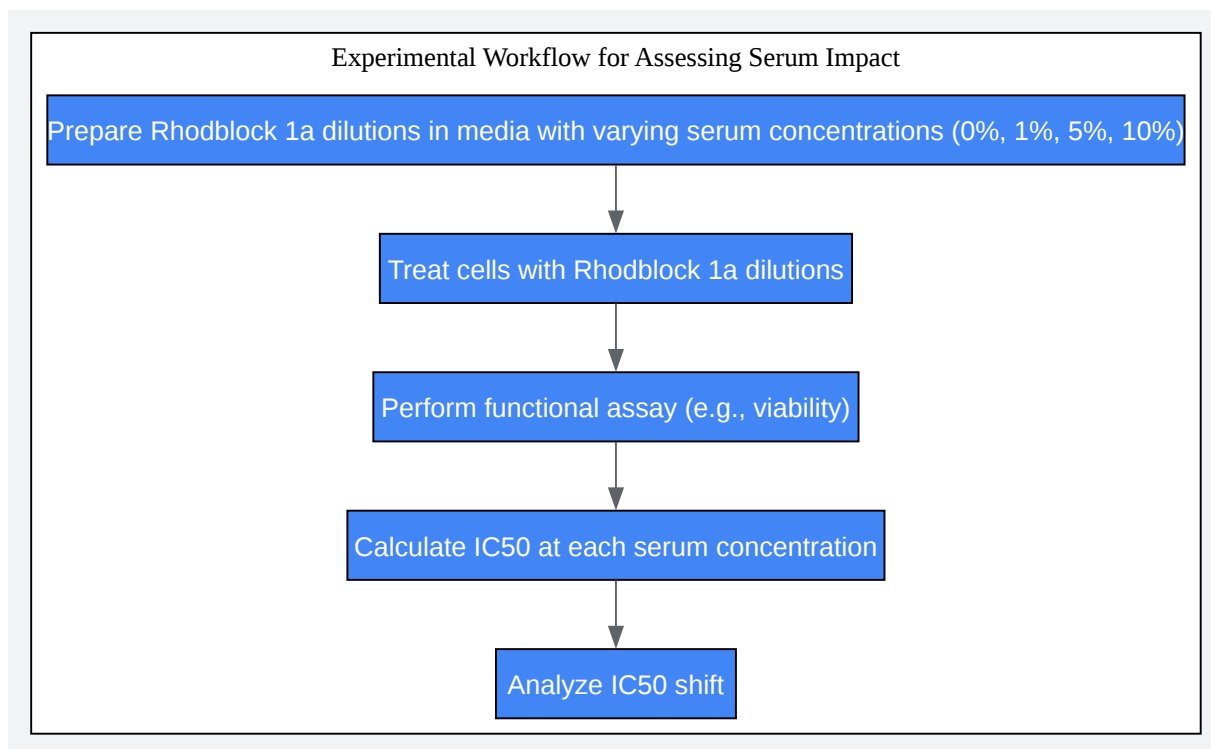 Experimental Workflow for Assessing Serum Impact
Prepare Rhodblock 1a dilutions in media with varying serum concentrations (0%, 1%, 5%, 10%)
Treat cells with Rhodblock 1a dilutions
Perform functional assay (e.g., viability)
Calculate IC50 at each serum concentration
Analyze IC50 shift